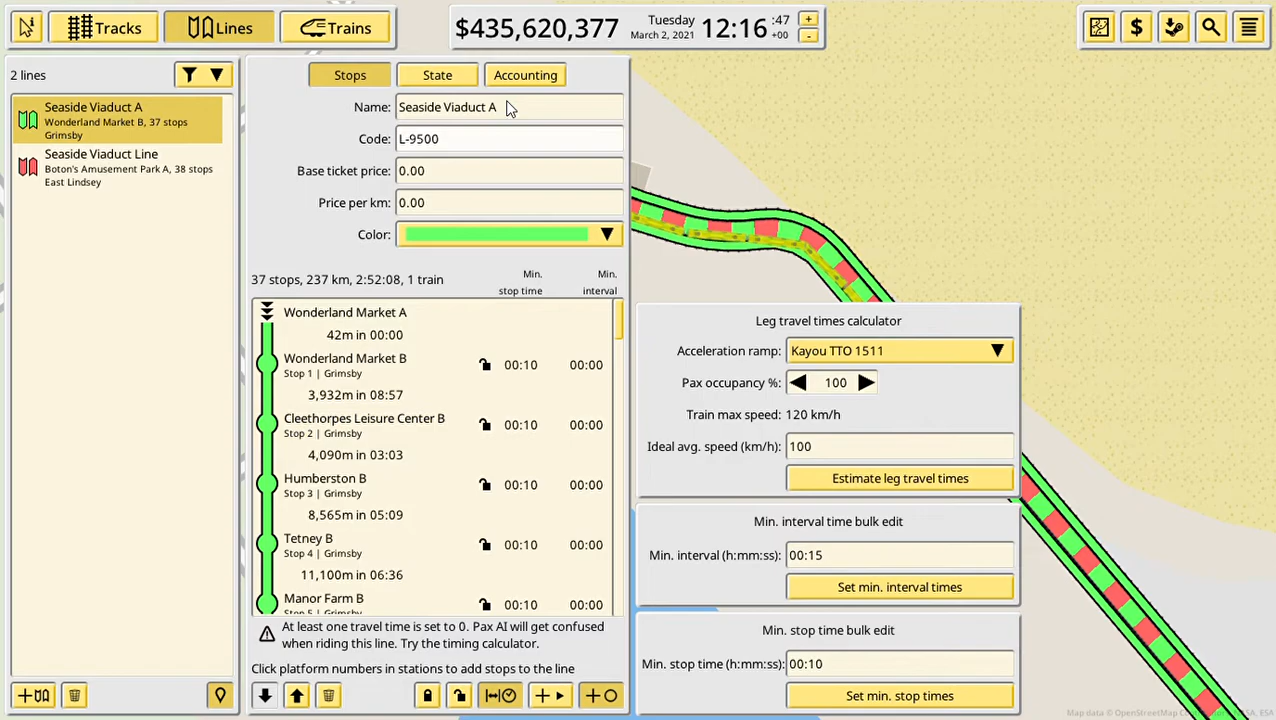 Tracks
Lines
Trains
$435,620,377
Tuesday
March 2, 2021
12:16 :47
+00
+
-
$
2 lines
Seaside Viaduct A
Wonderland Market B, 37 stops
Grimsby
Seaside Viaduct Line
Boton's Amusement Park A, 38 stops
East Lindsey
Stops
State
Accounting
Name: Seaside Viaduct A
Code: L-9500
Base ticket price: 0.00
Price per km: 0.00
Color:
37 stops, 237 km, 2:52:08, 1 train
Min.
stop time
Min.
interval
Wonderland Market A
42m in 00:00
Wonderland Market B
Stop 1 | Grimsby
00:10
00:00
3,932m in 08:57
Cleethorpes Leisure Center B
Stop 2 | Grimsby
00:10
00:00
4,090m in 03:03
Humberston B
Stop 3 | Grimsby
00:10
00:00
8,565m in 05:09
Tetney B
Stop 4 | Grimsby
00:10
00:00
11,100m in 06:36
Manor Farm B
Stop 5 | Grimsby
00:10
00:00
At least one travel time is set to 0. Pax AI will get confused
when riding this line. Try the timing calculator.
Click platform numbers in stations to add stops to the line
Leg travel times calculator
Acceleration ramp: Kayou TTO 1511
Pax occupancy %: 100
Train max speed: 120 km/h
Ideal avg. speed (km/h): 100
Estimate leg travel times
Min. interval time bulk edit
Min. interval (h:mm:ss): 00:15
Set min. interval times
Min. stop time bulk edit
Min. stop time (h:mm:ss): 00:10
Set min. stop times
Map data © OpenStreetMap
NASA, ESA